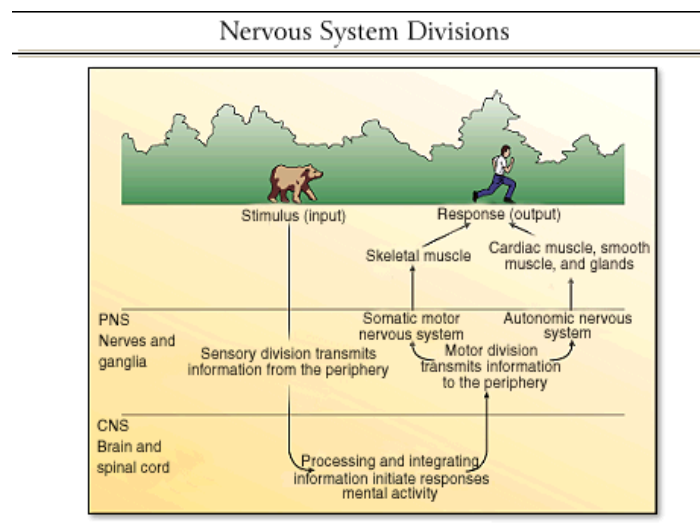 Nervous System Divisions
Stimulus (input)
Response (output)
Skeletal muscle
Cardiac muscle, smooth
muscle, and glands
PNS
Nerves and
ganglia
Somatic motor
nervous system
Autonomic nervous
system
Sensory division transmits
information from the periphery
Motor division
transmits information
to the periphery
CNS
Brain and
spinal cord
Processing and integrating
information initiate responses
mental activity